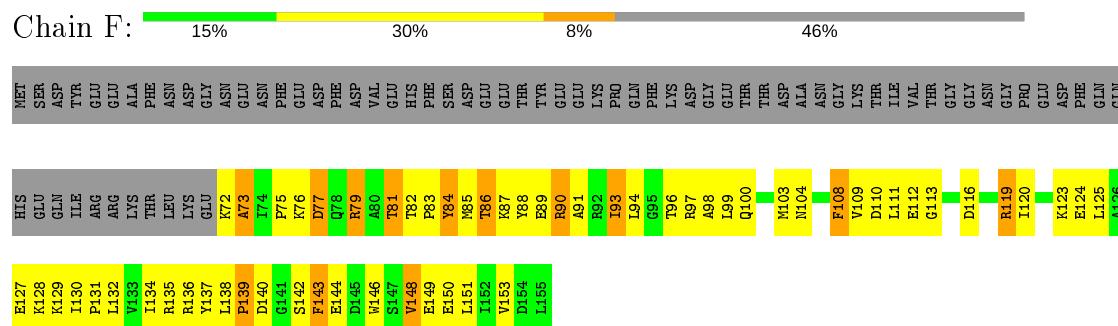 Chain F:
15% 30% 8% 46%
MET SER ASP TYR GLU GLU ALA PHE ASN ASP GLY ASN GLU ASN PHE GLU ASP PHE ASP VAL GLU HIS PHE SER ASP GLU GLU THR TYR GLU GLU LYS PRO GLN PHE LYS ASP GLY GLU THR THR ASP ALA ASN GLY LYS THR ILE VAL THR GLY GLY ASN GLY PRO GLU ASP PHE GLN GLN
HIS GLU GLN ILE ARG ARG LYS THR LEU LYS GLU K72 A73 I74 P75 K76 D77 Q78 R79 A80 T81 T82 P83 Y84 M85 T86 K87 Y88 E89 R90 A91 R92 I93 L94 G95 T96 R97 A98 L99 Q100 M103 N104 F108 V109 D110 L111 E112 G113 D116 R119 I120 K123 E124 L125 A126
E127 K128 K129 I130 P131 L132 V133 I134 R135 R136 Y137 L138 P139 D140 G141 S142 F143 E144 D145 W146 S147 V148 E149 E150 L151 I152 V153 D154 L155